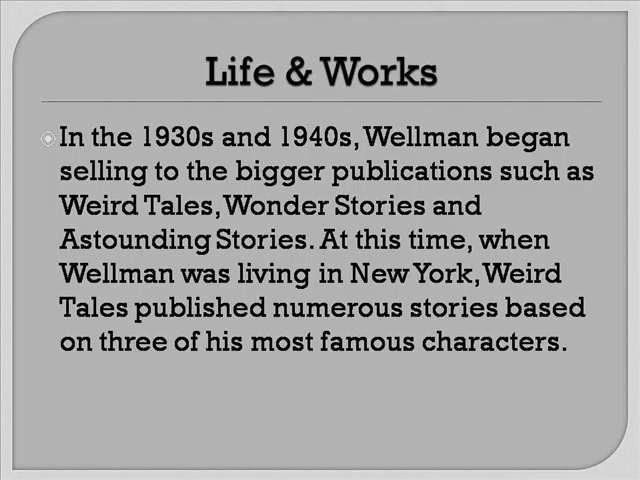 Life & Works
In the 1930s and 1940s, Wellman began
selling to the bigger publications such as
Weird Tales, Wonder Stories and
Astounding Stories. At this time, when
Wellman was living in New York, Weird
Tales published numerous stories based
on three of his most famous characters.